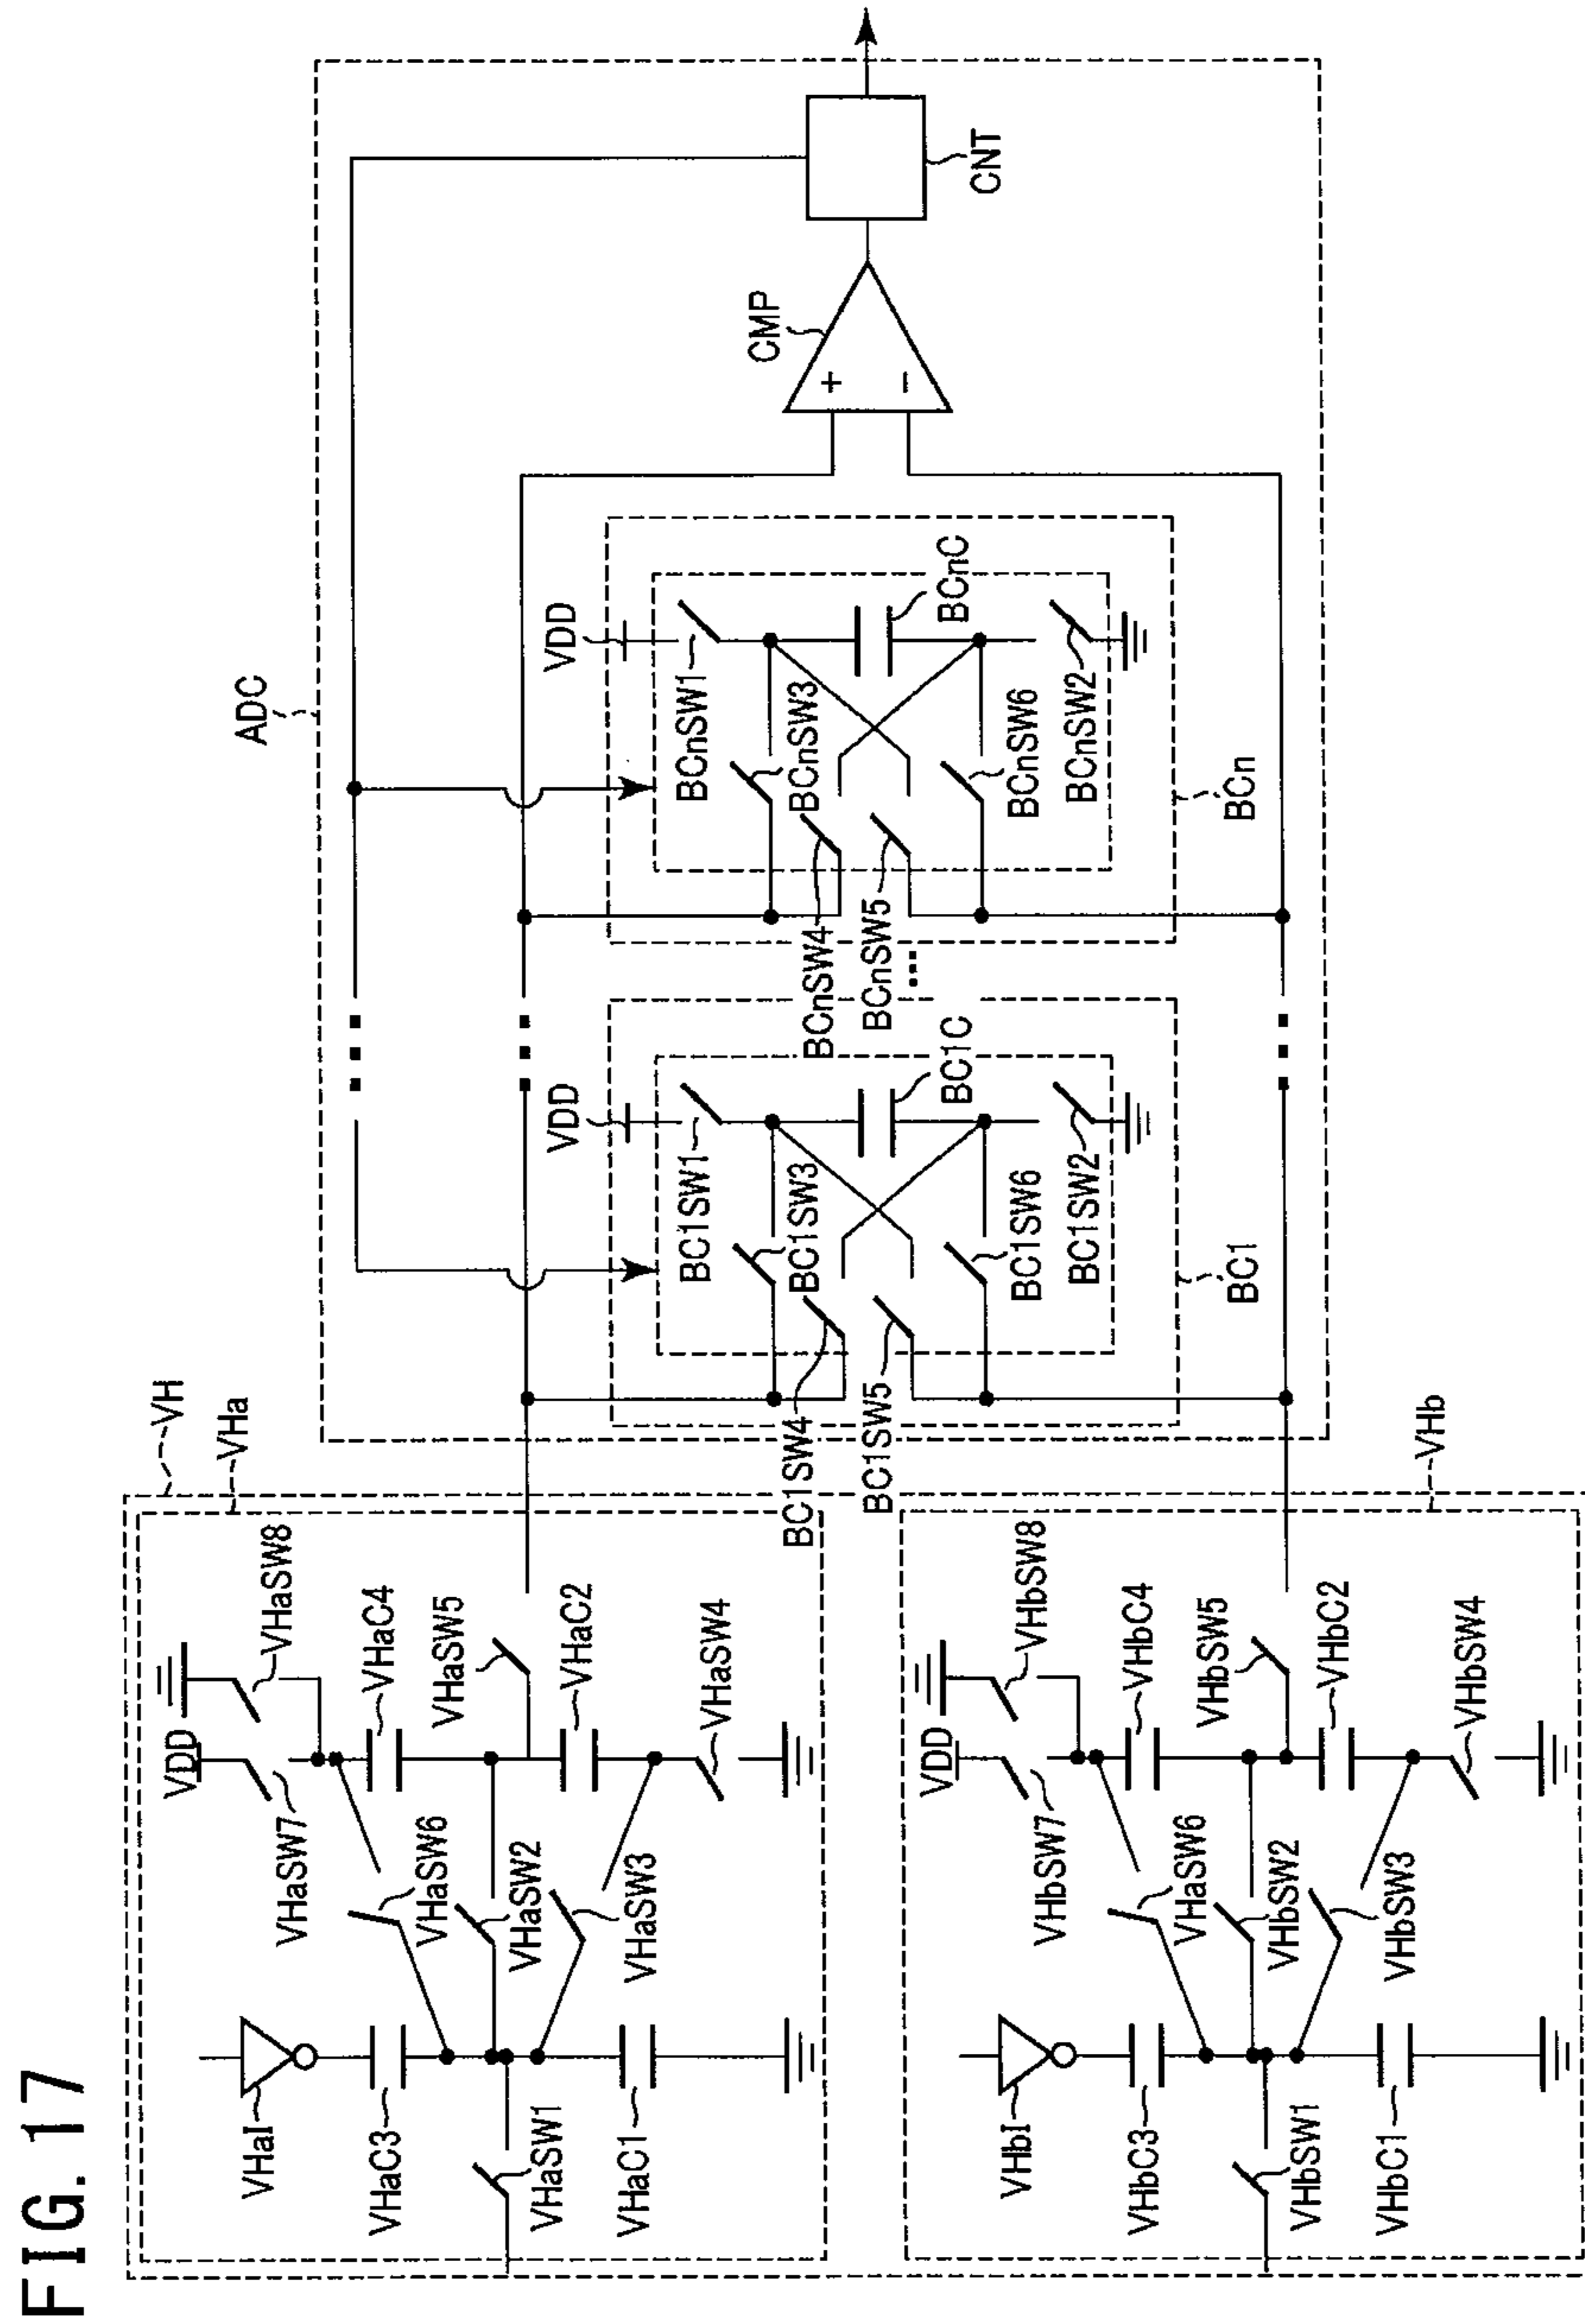 FIG. 17
VH
VHa
VHaI
VHaC3
VHaSW1
VHaC1
VDD
VHaSW7
VHaSW8
VHaSW6
VHaC4
VHaSW2
VHaSW5
VHaSW3
VHaC2
VHaSW4
VHb
VHbI
VHbC3
VHbSW1
VHbC1
VDD
VHbSW7
VHbSW8
VHaSW6
VHbC4
VHbSW2
VHbSW5
VHbSW3
VHbC2
VHbSW4
ADC
VDD
BC1SW1
BC1SW3
BC1SW4
BC1SW5
BC1C
BC1SW6
BC1SW2
BC1
...
VDD
BCnSW1
BCnSW3
BCnSW4
BCnSW5
BCnC
BCnSW6
BCnSW2
BCn
CMP
+
−
CNT